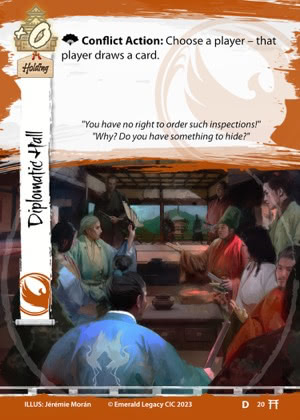 +0
Holding
Conflict Action: Choose a player – that
player draws a card.
"You have no right to order such inspections!"
"Why? Do you have something to hide?"
Diplomatic Hall
ILLUS: Jérémie Morán
© Emerald Legacy CIC 2023
D
20